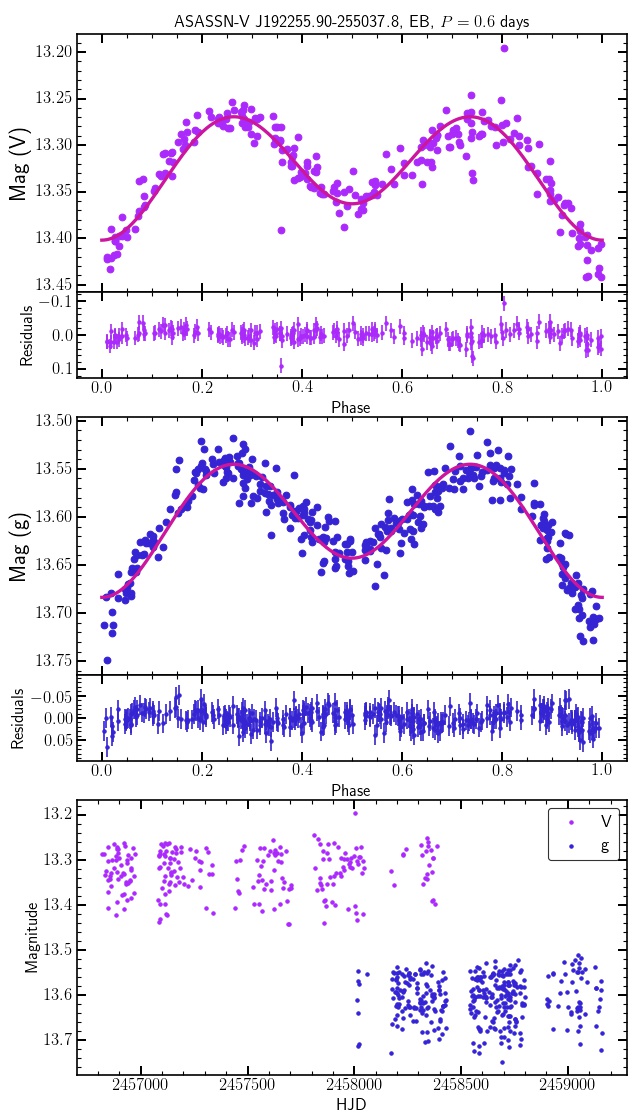 ASASSN-V J192255.90-255037.8, EB, P = 0.6 days
Mag (V)
13.20
13.25
13.30
13.35
13.40
13.45
Residuals
−0.1
0.0
0.1
0.0 0.2 0.4 0.6 0.8 1.0
Phase
Mag (g)
13.50
13.55
13.60
13.65
13.70
13.75
Residuals
−0.05
0.00
0.05
0.0 0.2 0.4 0.6 0.8 1.0
Phase
Magnitude
13.2
13.3
13.4
13.5
13.6
13.7
V
g
2457000 2457500 2458000 2458500 2459000
HJD